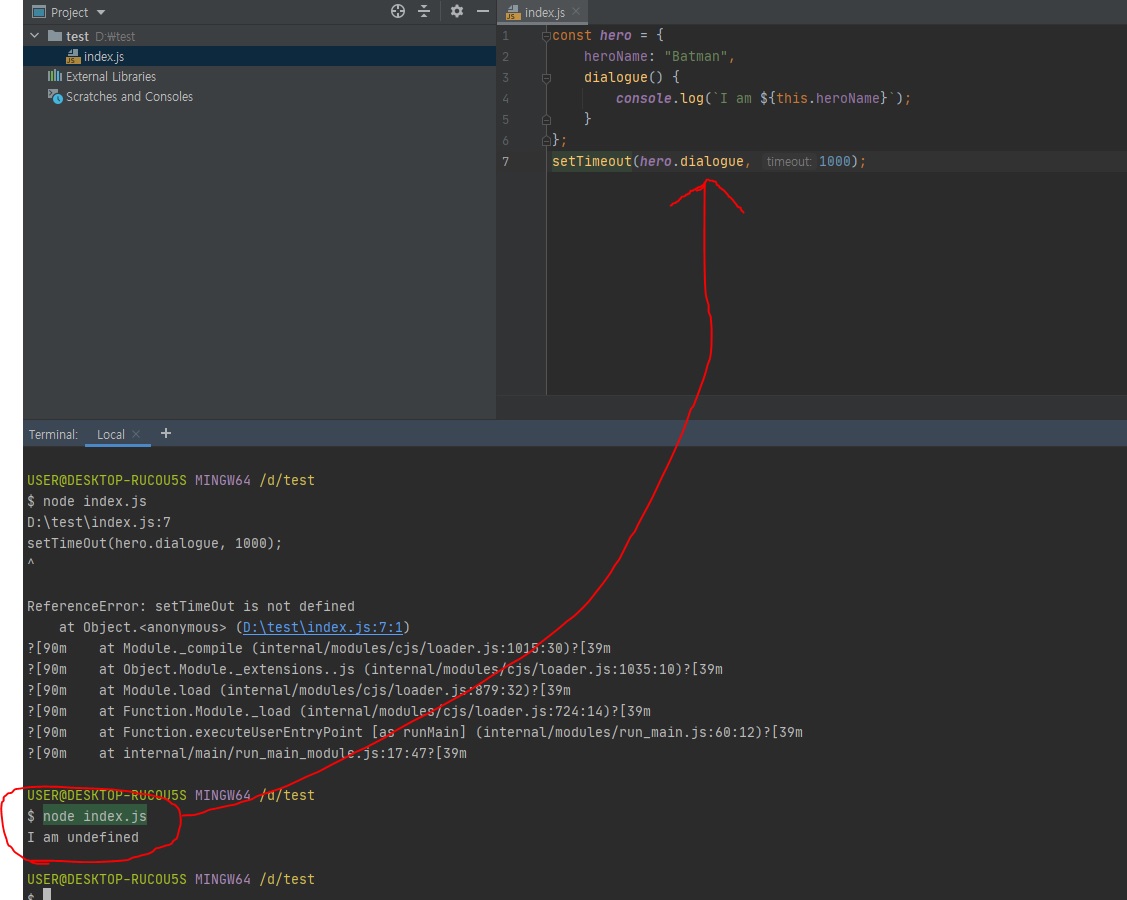 Project
index.js
test D:₩test
index.js
External Libraries
Scratches and Consoles
1 const hero = {
2 heroName: "Batman",
3 dialogue() {
4 console.log(`I am ${this.heroName}`);
5 }
6 };
7 setTimeout(hero.dialogue, timeout: 1000);
Terminal: Local +
USER@DESKTOP-RUCOU5S MINGW64 /d/test
$ node index.js
D:\test\index.js:7
setTimeOut(hero.dialogue, 1000);
^
ReferenceError: setTimeOut is not defined
at Object.<anonymous> (D:\test\index.js:7:1)
?[90m    at Module._compile (internal/modules/cjs/loader.js:1015:30)?[39m
?[90m    at Object.Module._extensions..js (internal/modules/cjs/loader.js:1035:10)?[39m
?[90m    at Module.load (internal/modules/cjs/loader.js:879:32)?[39m
?[90m    at Function.Module._load (internal/modules/cjs/loader.js:724:14)?[39m
?[90m    at Function.executeUserEntryPoint [as runMain] (internal/modules/run_main.js:60:12)?[39m
?[90m    at internal/main/run_main_module.js:17:47?[39m
USER@DESKTOP-RUCOU5S MINGW64 /d/test
$ node index.js
I am undefined
USER@DESKTOP-RUCOU5S MINGW64 /d/test
$